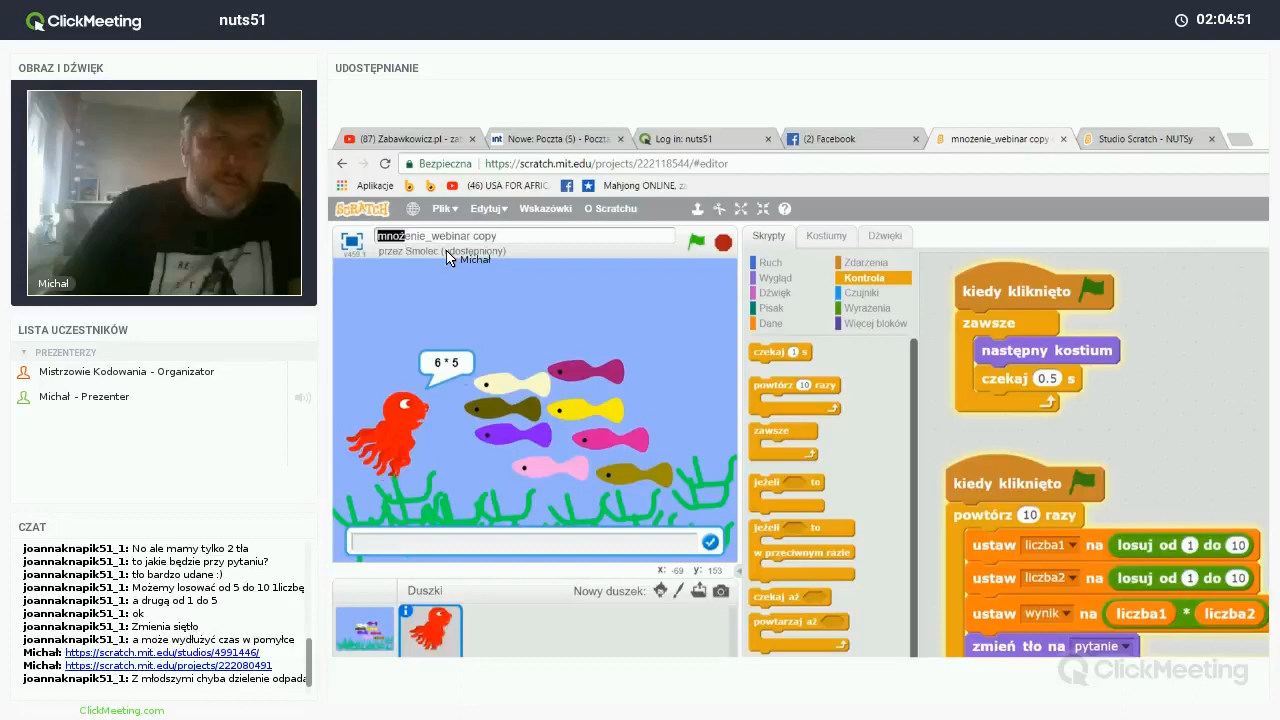 ClickMeeting
nuts51
02:04:51
OBRAZ I DŹWIĘK
Michał
LISTA UCZESTNIKÓW
PREZENTERZY
Mistrzowie Kodowania - Organizator
Michał - Prezenter
CZAT
joannaknapik51_1: No ale mamy tylko 2 tła
joannaknapik51_1: to jakie będzie przy pytaniu?
joannaknapik51_1: tło bardzo udane :)
joannaknapik51_1: Możemy losować od 5 do 10 1liczbę
joannaknapik51_1: a drugą od 1 do 5
joannaknapik51_1: ok
joannaknapik51_1: Zmienia siętło
joannaknapik51_1: a może wydłużyć czas w pomyłce
Michał: https://scratch.mit.edu/studios/4991446/
Michał: https://scratch.mit.edu/projects/222080491
joannaknapik51_1: Z młodszymi chyba dzielenie odpada
ClickMeeting.com
UDOSTĘPNIANIE
(87) Zabawkowicz.pl - za
Nowe: Poczta (5) - Poczta
Log in: nuts51
(2) Facebook
mnożenie_webinar copy
Studio Scratch - NUTSy
Bezpieczna https://scratch.mit.edu/projects/222118544/#editor
Aplikacje
(46) USA FOR AFRIC
Mahjong ONLINE, z
SCRATCH
Plik Edytuj Wskazówki O Scratchu
v459.1
mnożenie_webinar copy
przez Smolec (udostępniony)
Michał
6 * 5
x: -69 y: 153
Duszki
Nowy duszek:
Skrypty Kostiumy Dźwięki
Ruch
Wygląd
Dźwięk
Pisak
Dane
Zdarzenia
Kontrola
Czujniki
Wyrażenia
Więcej bloków
czekaj 1 s
powtórz 10 razy
zawsze
jeżeli to
jeżeli to
w przeciwnym razie
czekaj aż
powtarzaj aż
kiedy kliknięto
zawsze
następny kostium
czekaj 0.5 s
kiedy kliknięto
powtórz 10 razy
ustaw liczba1 na losuj od 1 do 10
ustaw liczba2 na losuj od 1 do 10
ustaw wynik na liczba1 * liczba2
zmień tło na pytanie
ClickMeeting